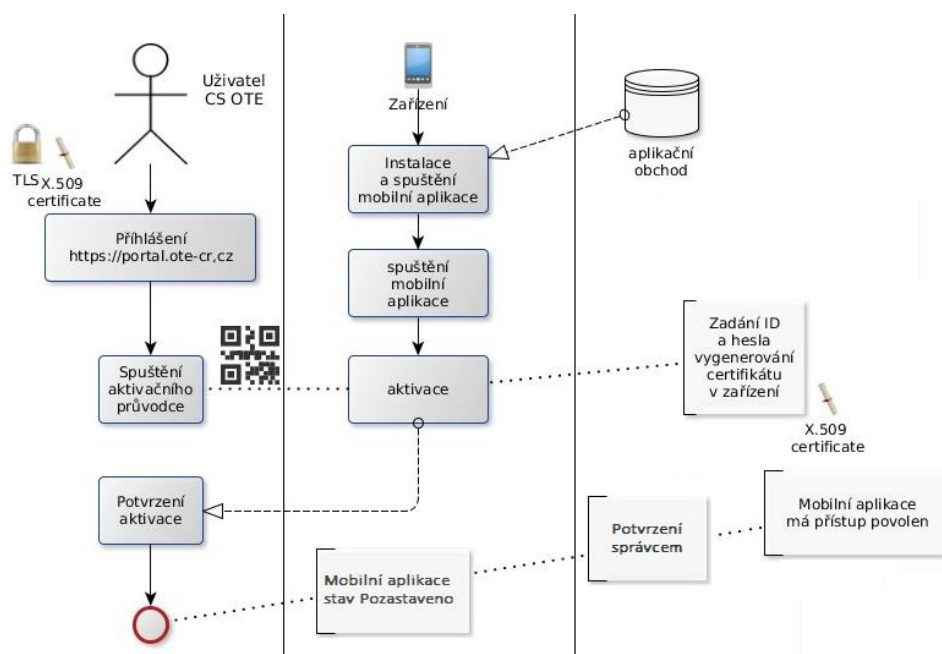 Uživatel
CS OTE
TLS
X.509
certificate
Příhlášení
https://portal.ote-cr,cz
Spuštění
aktivačního
průvodce
Potvrzení
aktivace
Zařízení
Instalace
a spuštění
mobilní aplikace
spuštění
mobilní
aplikace
aktivace
Mobilní aplikace
stav Pozastaveno
aplikační
obchod
Zadání ID
a hesla
vygenerování
certifikátu
v zařízení
X.509
certificate
Potvrzení
správcem
Mobilní aplikace
má přístup povolen